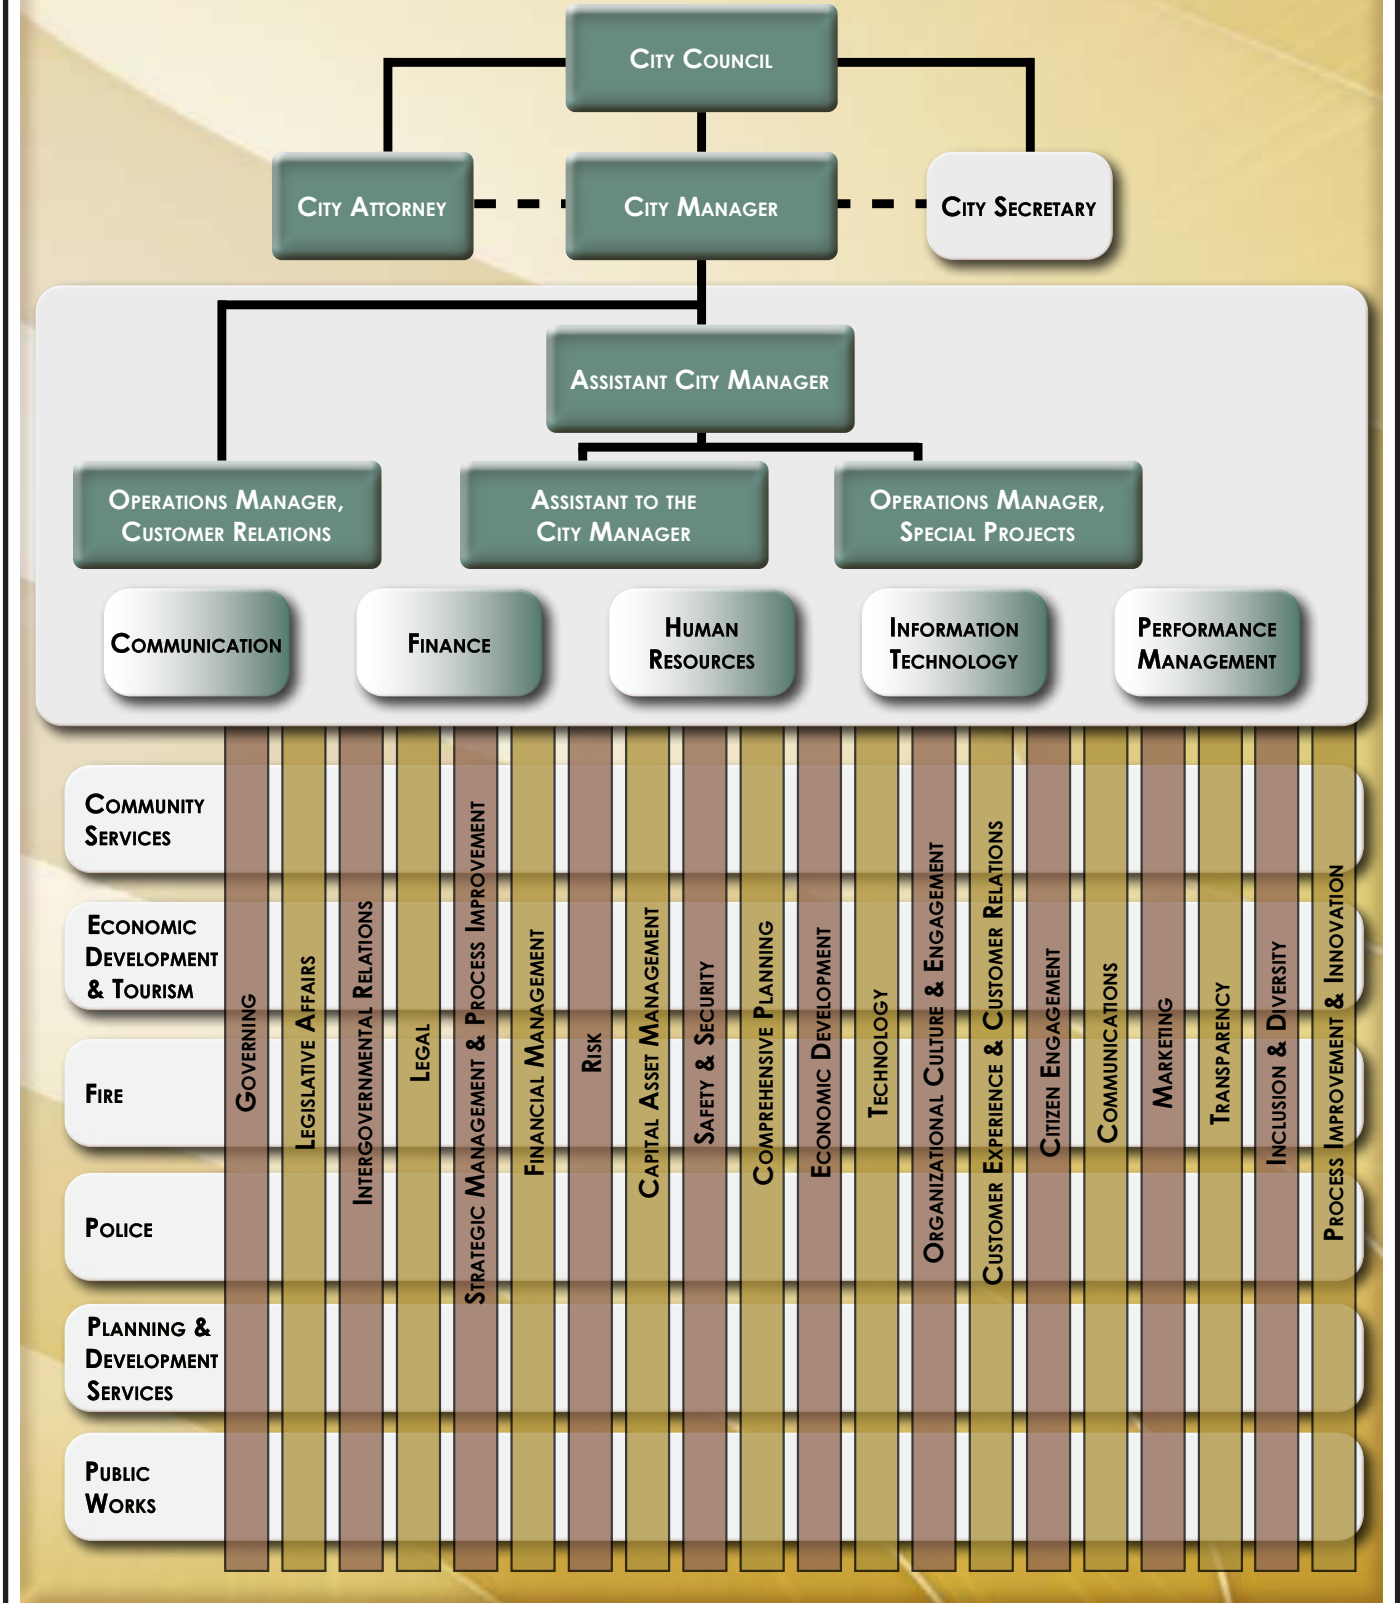 City Council
City Attorney
City Manager
City Secretary
Assistant City Manager
Operations Manager,
Customer Relations
Assistant to the
City Manager
Operations Manager,
Special Projects
Communication
Finance
Human
Resources
Information
Technology
Performance
Management
Community
Services
Economic
Development
& Tourism
Fire
Police
Planning &
Development
Services
Public
Works
Governing
Legislative Affairs
Intergovernmental Relations
Legal
Strategic Management & Process Improvement
Financial Management
Risk
Capital Asset Management
Safety & Security
Comprehensive Planning
Economic Development
Technology
Organizational Culture & Engagement
Customer Experience & Customer Relations
Citizen Engagement
Communications
Marketing
Transparency
Inclusion & Diversity
Process Improvement & Innovation